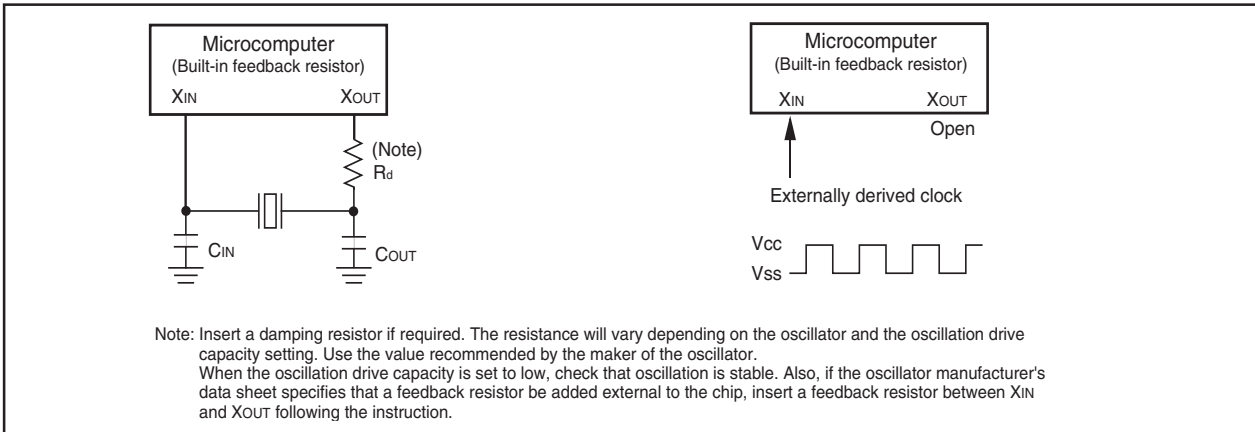 Microcomputer
(Built-in feedback resistor)
XIN XOUT
(Note)
Rd
CIN
COUT
Microcomputer
(Built-in feedback resistor)
XIN XOUT
Open
Externally derived clock
Vcc
Vss
Note: Insert a damping resistor if required. The resistance will vary depending on the oscillator and the oscillation drive
capacity setting. Use the value recommended by the maker of the oscillator.
When the oscillation drive capacity is set to low, check that oscillation is stable. Also, if the oscillator manufacturer's
data sheet specifies that a feedback resistor be added external to the chip, insert a feedback resistor between XIN
and XOUT following the instruction.